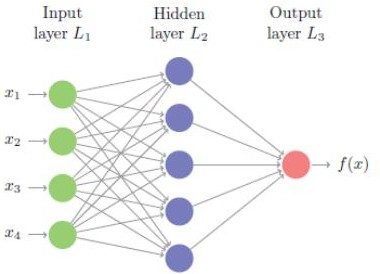 Input Hidden Output
layer L₁ layer L₂ layer L₃
x₁
x₂
x₃ f(x)
x₄